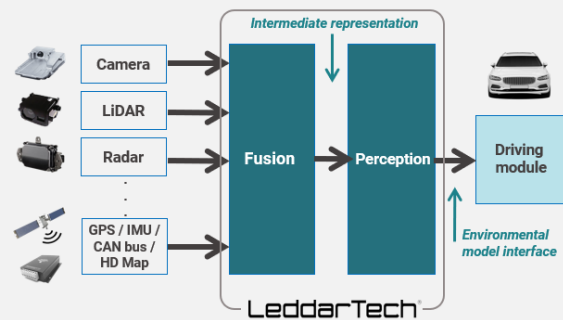 Intermediate representation
Camera
LiDAR
Radar
GPS / IMU /
CAN bus /
HD Map
Fusion
Perception
Driving
module
Environmental
model interface
LeddarTech®